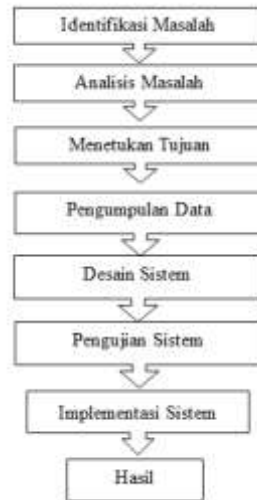 Identifikasi Masalah
Analisis Masalah
Menetukan Tujuan
Pengumpulan Data
Desain Sistem
Pengujian Sistem
Implementasi Sistem
Hasil